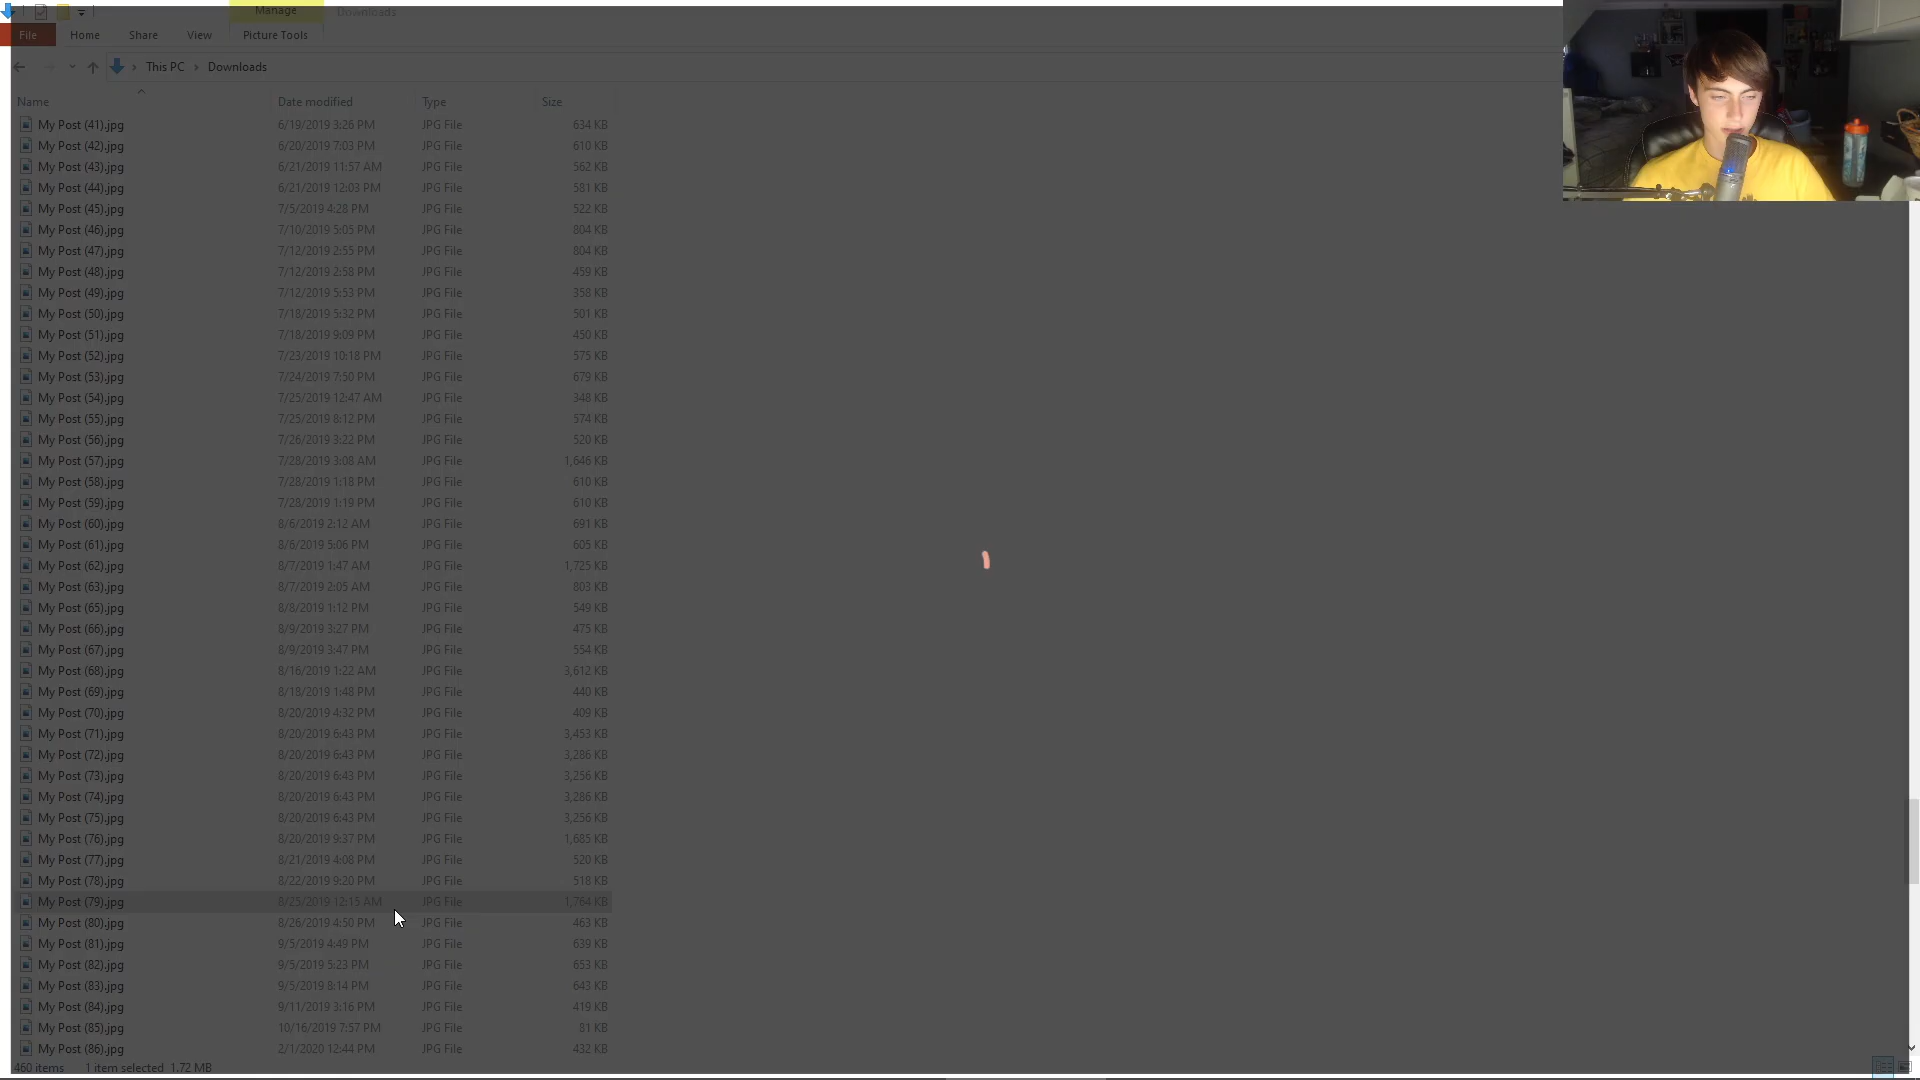 Manage Downloads
File Home Share View Picture Tools
This PC Downloads
Name Date modified Type Size
My Post (41).jpg 6/19/2019 3:26 PM JPG File 634 KB
My Post (42).jpg 6/20/2019 7:03 PM JPG File 610 KB
My Post (43).jpg 6/21/2019 11:57 AM JPG File 562 KB
My Post (44).jpg 6/21/2019 12:03 PM JPG File 581 KB
My Post (45).jpg 7/5/2019 4:28 PM JPG File 522 KB
My Post (46).jpg 7/10/2019 5:05 PM JPG File 804 KB
My Post (47).jpg 7/12/2019 2:55 PM JPG File 804 KB
My Post (48).jpg 7/12/2019 2:58 PM JPG File 459 KB
My Post (49).jpg 7/12/2019 5:53 PM JPG File 358 KB
My Post (50).jpg 7/18/2019 5:32 PM JPG File 501 KB
My Post (51).jpg 7/18/2019 9:09 PM JPG File 450 KB
My Post (52).jpg 7/23/2019 10:18 PM JPG File 575 KB
My Post (53).jpg 7/24/2019 7:50 PM JPG File 679 KB
My Post (54).jpg 7/25/2019 12:47 AM JPG File 348 KB
My Post (55).jpg 7/25/2019 8:12 PM JPG File 574 KB
My Post (56).jpg 7/26/2019 3:22 PM JPG File 520 KB
My Post (57).jpg 7/28/2019 3:08 AM JPG File 1,646 KB
My Post (58).jpg 7/28/2019 1:18 PM JPG File 610 KB
My Post (59).jpg 7/28/2019 1:19 PM JPG File 610 KB
My Post (60).jpg 8/6/2019 2:12 AM JPG File 691 KB
My Post (61).jpg 8/6/2019 5:06 PM JPG File 605 KB
My Post (62).jpg 8/7/2019 1:47 AM JPG File 1,725 KB
My Post (63).jpg 8/7/2019 2:05 AM JPG File 803 KB
My Post (65).jpg 8/8/2019 1:12 PM JPG File 549 KB
My Post (66).jpg 8/9/2019 3:27 PM JPG File 475 KB
My Post (67).jpg 8/9/2019 3:47 PM JPG File 554 KB
My Post (68).jpg 8/16/2019 1:22 AM JPG File 3,612 KB
My Post (69).jpg 8/18/2019 1:48 PM JPG File 440 KB
My Post (70).jpg 8/20/2019 4:32 PM JPG File 409 KB
My Post (71).jpg 8/20/2019 6:43 PM JPG File 3,453 KB
My Post (72).jpg 8/20/2019 6:43 PM JPG File 3,286 KB
My Post (73).jpg 8/20/2019 6:43 PM JPG File 3,256 KB
My Post (74).jpg 8/20/2019 6:43 PM JPG File 3,286 KB
My Post (75).jpg 8/20/2019 6:43 PM JPG File 3,256 KB
My Post (76).jpg 8/20/2019 9:37 PM JPG File 1,685 KB
My Post (77).jpg 8/21/2019 4:08 PM JPG File 520 KB
My Post (78).jpg 8/22/2019 9:20 PM JPG File 518 KB
My Post (79).jpg 8/25/2019 12:15 AM JPG File 1,764 KB
My Post (80).jpg 8/26/2019 4:50 PM JPG File 463 KB
My Post (81).jpg 9/5/2019 4:49 PM JPG File 639 KB
My Post (82).jpg 9/5/2019 5:23 PM JPG File 653 KB
My Post (83).jpg 9/5/2019 8:14 PM JPG File 643 KB
My Post (84).jpg 9/11/2019 3:16 PM JPG File 419 KB
My Post (85).jpg 10/16/2019 7:57 PM JPG File 81 KB
My Post (86).jpg 2/1/2020 12:44 PM JPG File 432 KB
460 items 1 item selected 1.72 MB